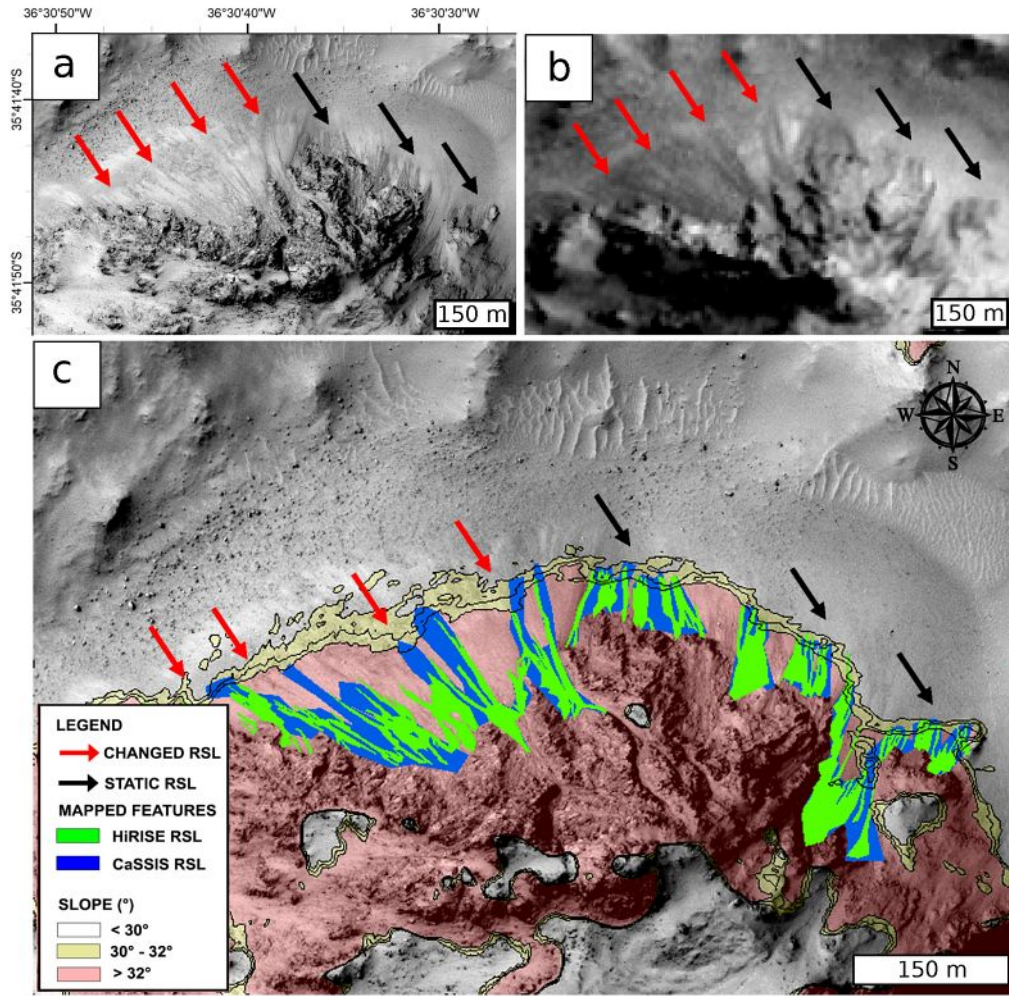 36°30'50"W
36°30'40"W
36°30'30"W
35°41'40"S
35°41'50"S
a
150 m
b
150 m
c
N
W
E
S
LEGEND
CHANGED RSL
STATIC RSL
MAPPED FEATURES
HiRISE RSL
CaSSIS RSL
SLOPE (°)
< 30°
30° - 32°
> 32°
150 m